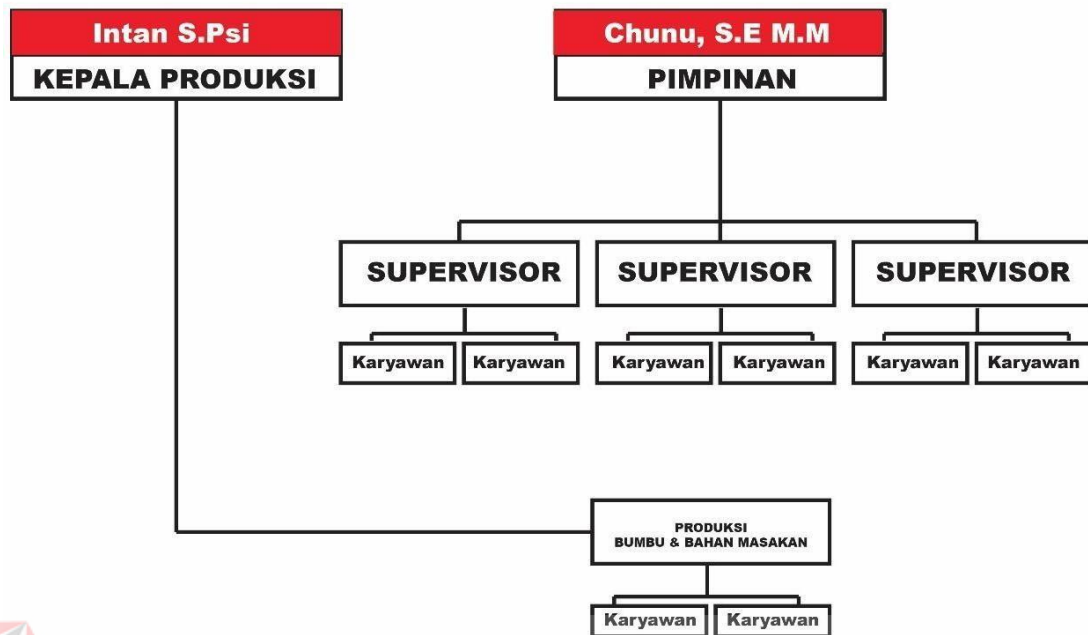 Intan S.Psi
KEPALA PRODUKSI
Chunu, S.E M.M
PIMPINAN
SUPERVISOR
SUPERVISOR
SUPERVISOR
Karyawan
Karyawan
Karyawan
Karyawan
Karyawan
Karyawan
PRODUKSI
BUMBU & BAHAN MASAKAN
Karyawan
Karyawan